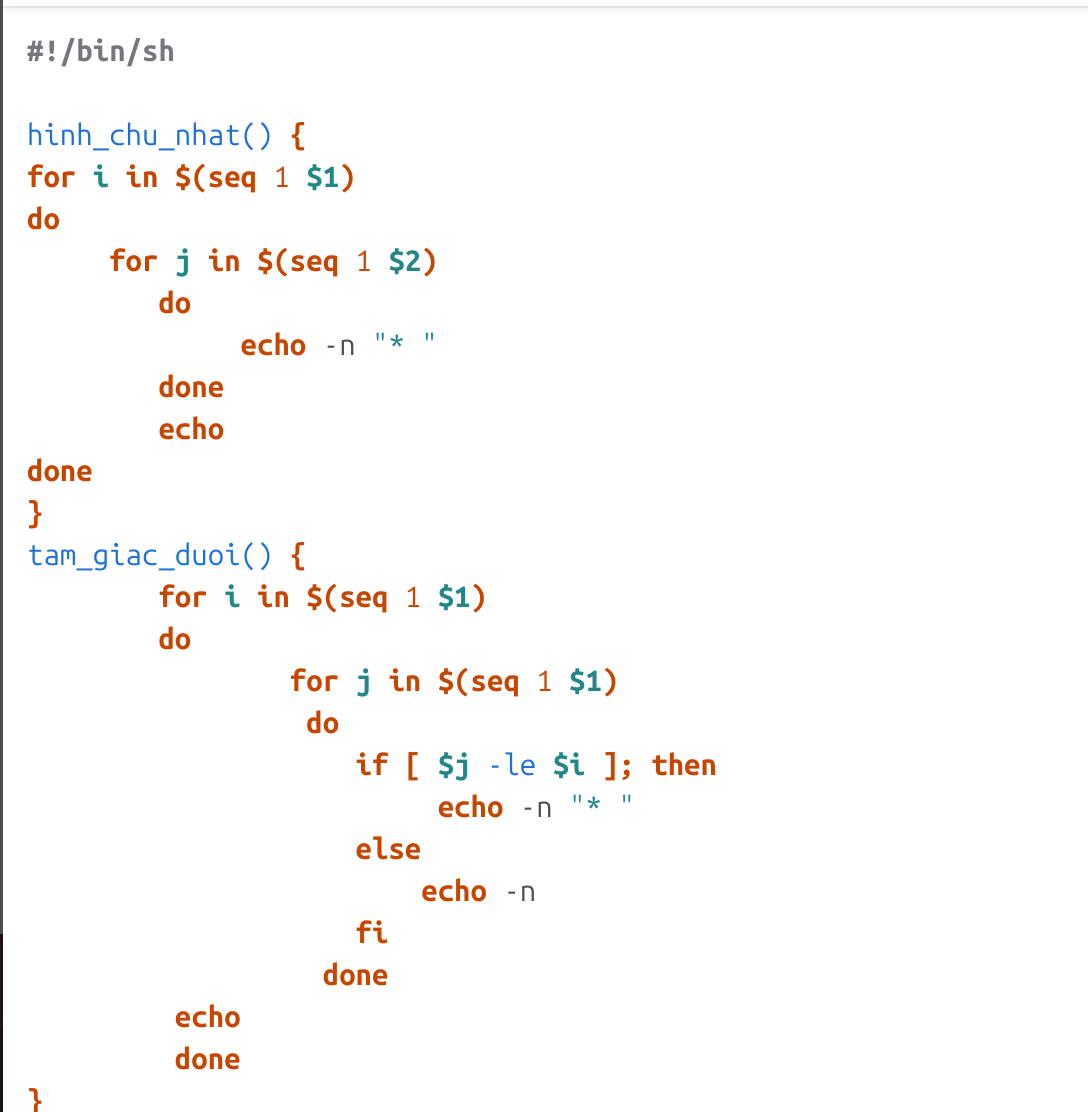 #!/bin/sh

hinh_chu_nhat() {
for i in $(seq 1 $1)
do
     for j in $(seq 1 $2)
        do
             echo -n "* "
        done
        echo
done
}
tam_giac_duoi() {
        for i in $(seq 1 $1)
        do
                for j in $(seq 1 $1)
                 do
                    if [ $j -le $i ]; then
                         echo -n "* "
                    else
                        echo -n
                    fi
                  done
         echo
         done
}